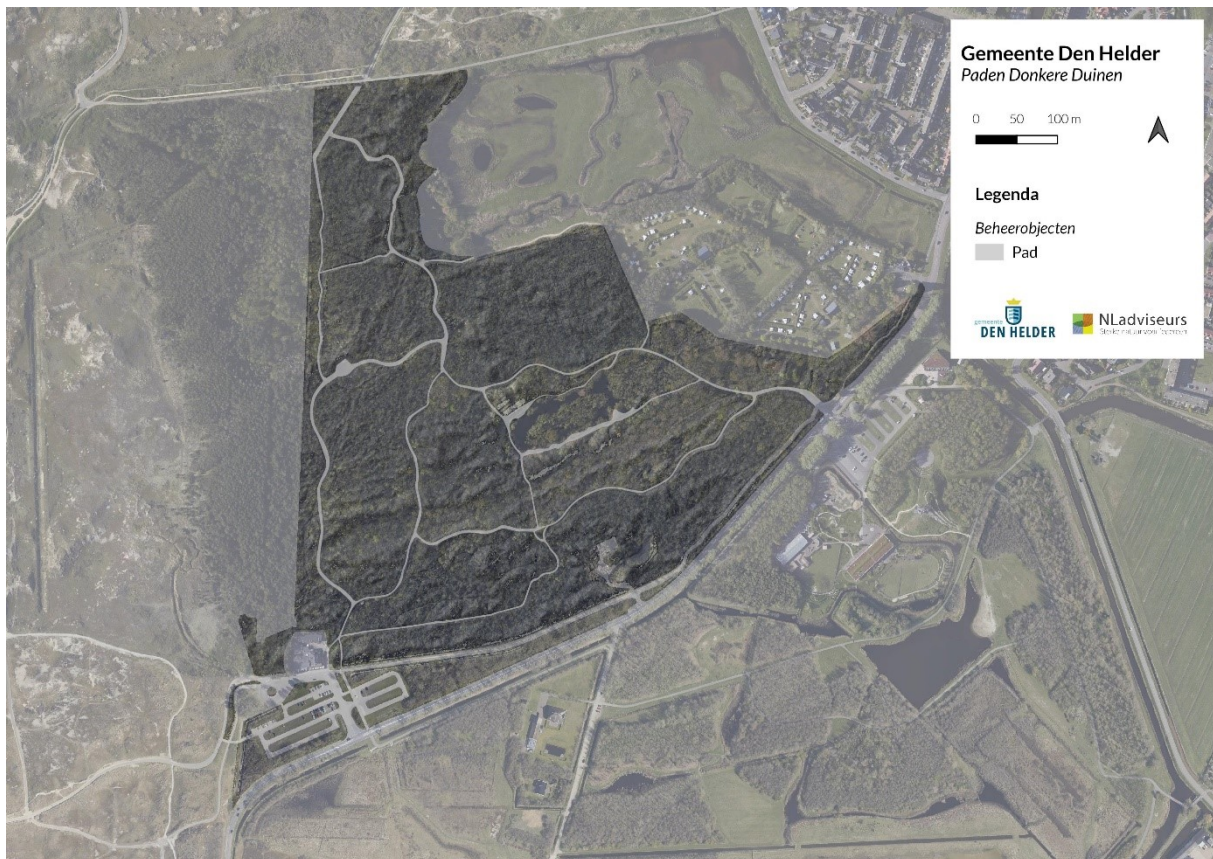 Gemeente Den Helder
Paden Donkere Duinen
0 50 100 m
Legenda
Beheerobjecten
Pad
gemeente
DEN HELDER
NLadviseurs